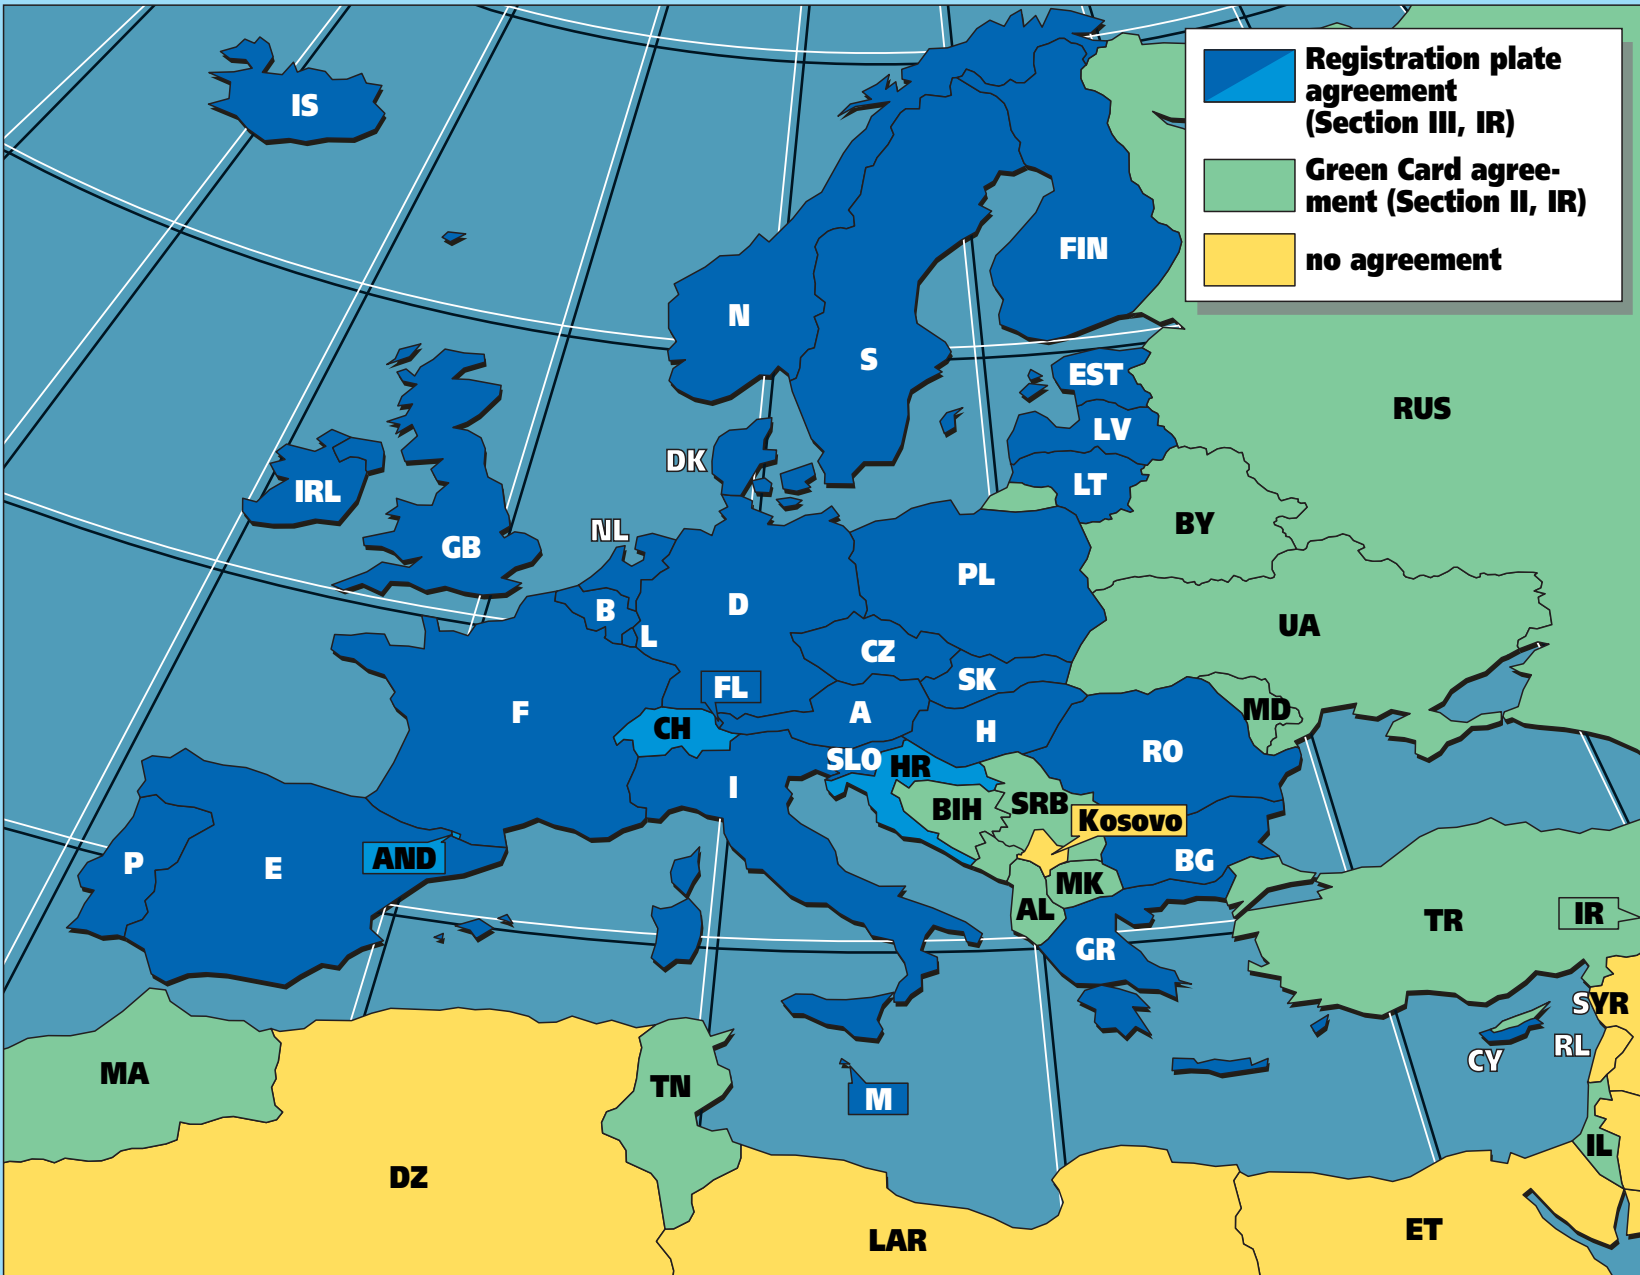 IS
Registration plate
agreement
(Section III, IR)
Green Card agree-
ment (Section II, IR)
no agreement
FIN
N
S
EST
RUS
LV
DK
LT
IRL
BY
NL
GB
PL
D
B
UA
L
CZ
SK
FL
MD
F
A
CH
H
RO
SLO
HR
I
SRB
BIH
Kosovo
AND
P
E
BG
MK
AL
TR
IR
GR
SYR
RL
CY
MA
TN
M
IL
DZ
ET
LAR